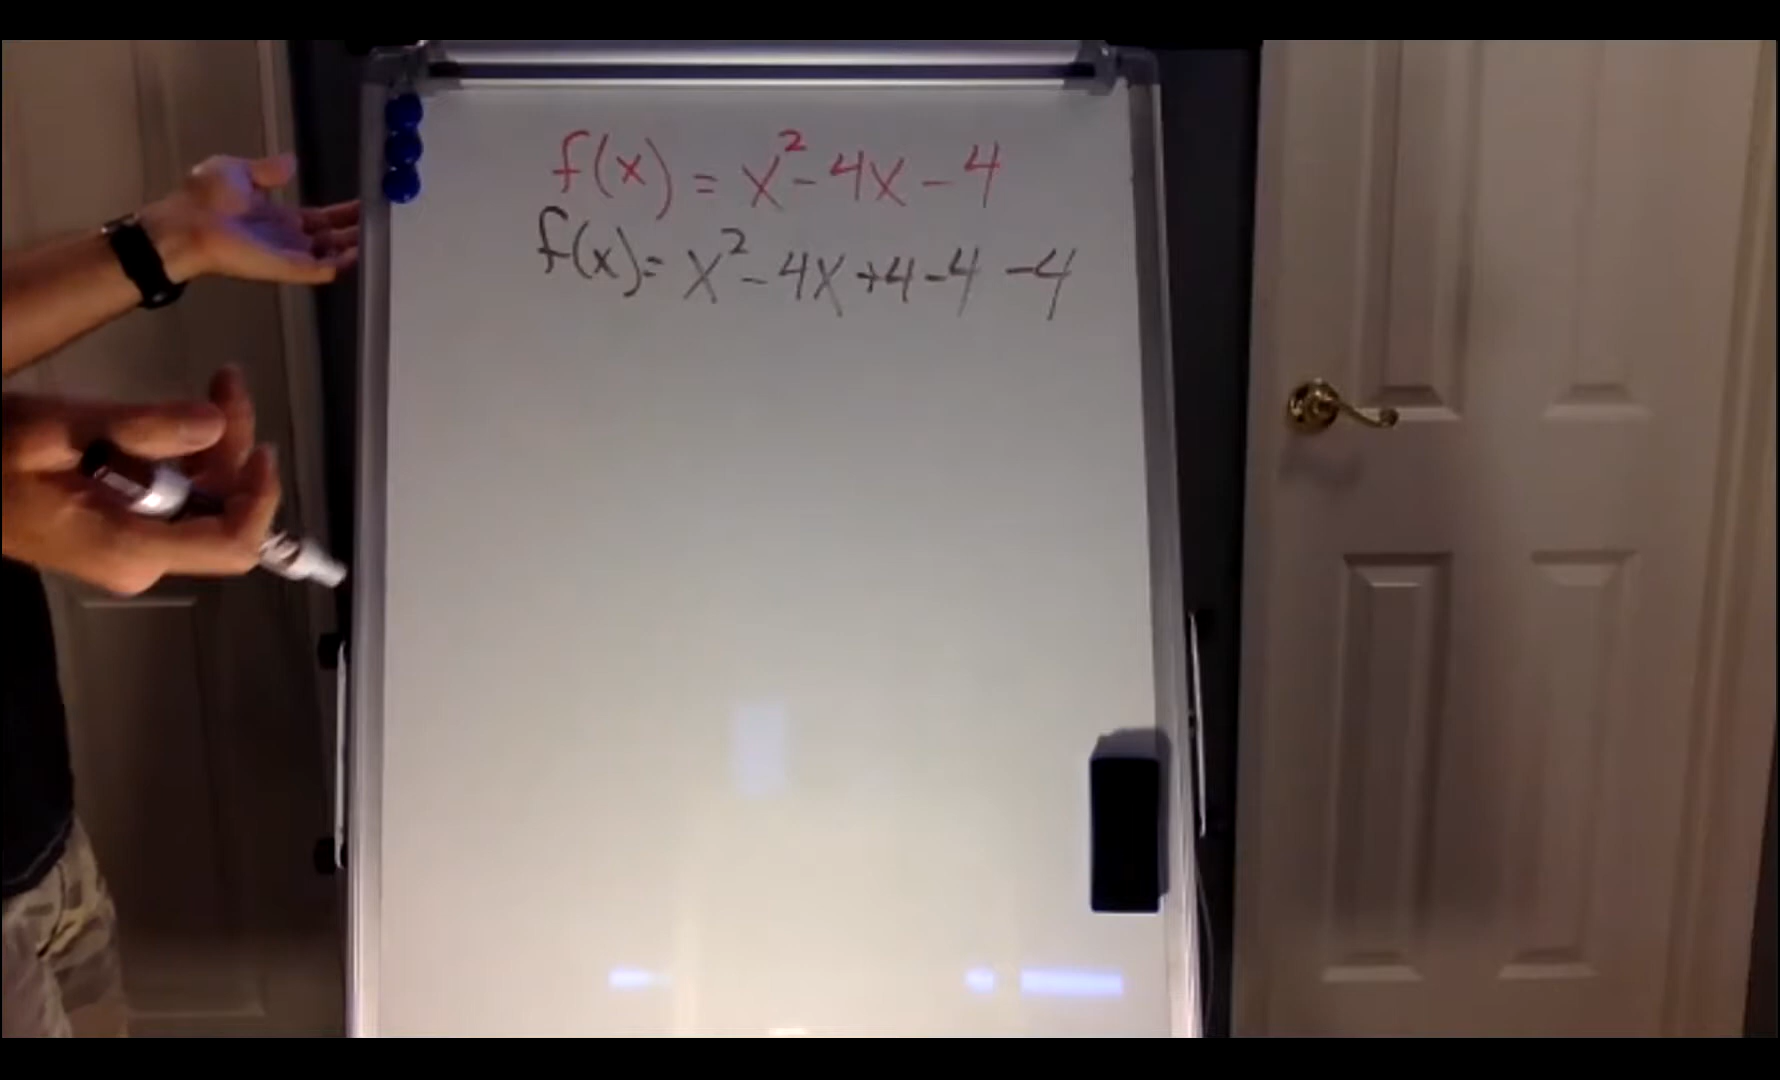 f(x) = x² - 4x - 4
f(x) = x² - 4x + 4 - 4 - 4